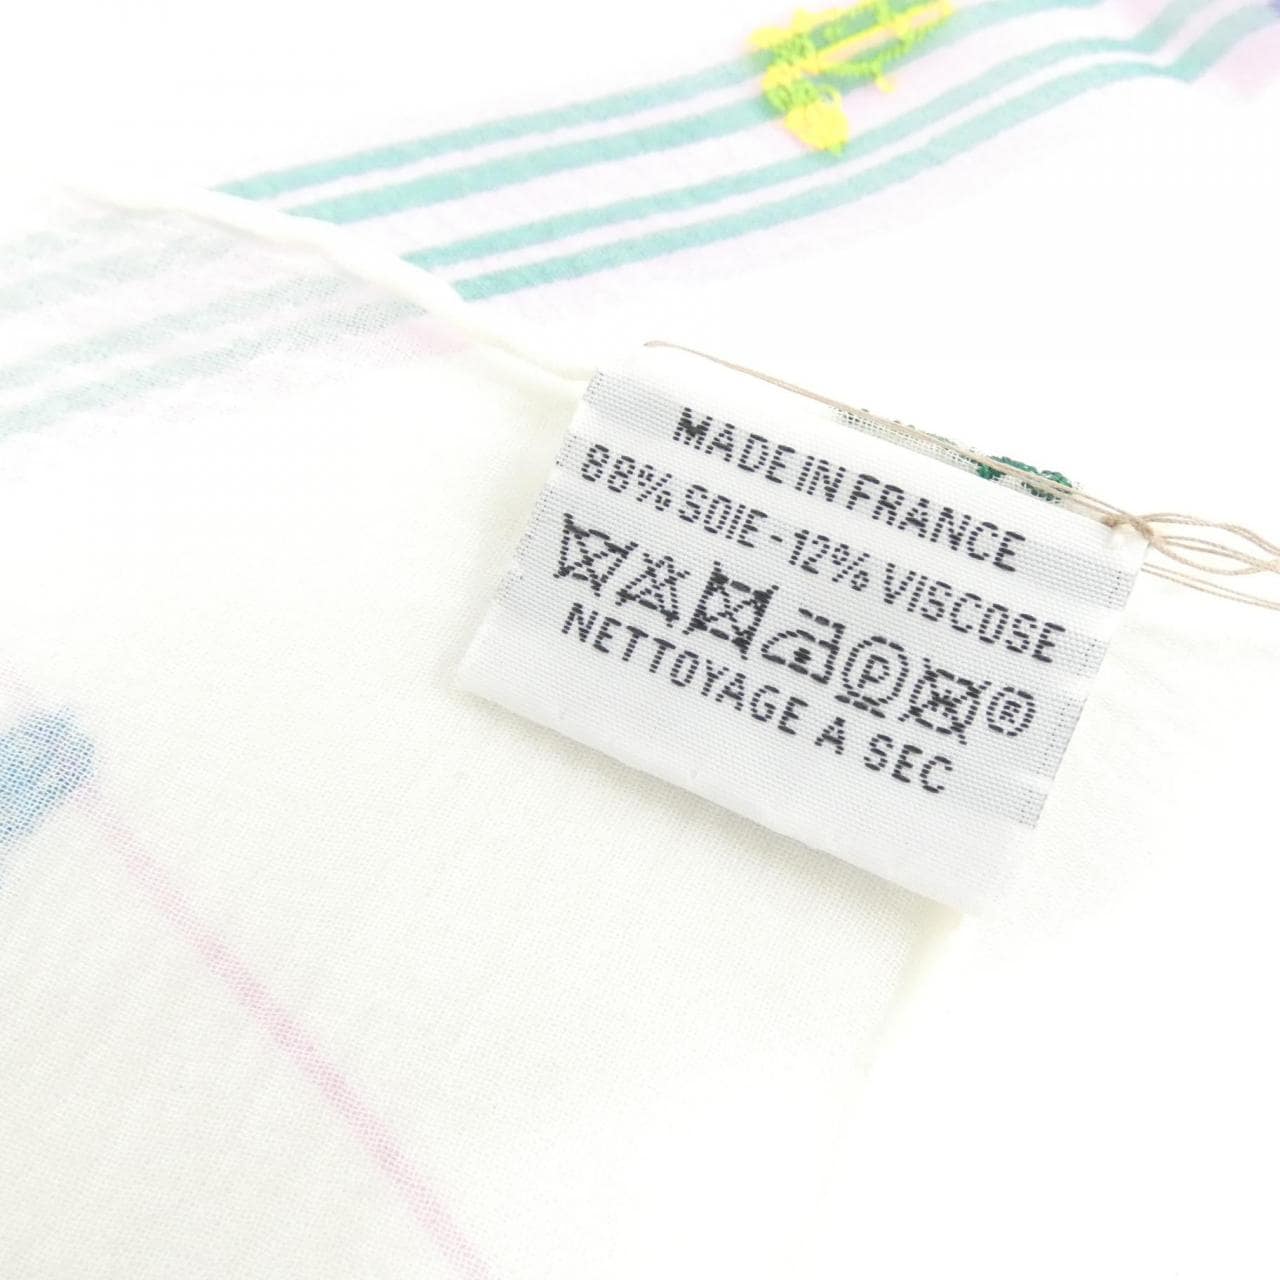 MADE IN FRANCE
88% SOIE - 12% VISCOSE
P ®
NETTOYAGE A SEC